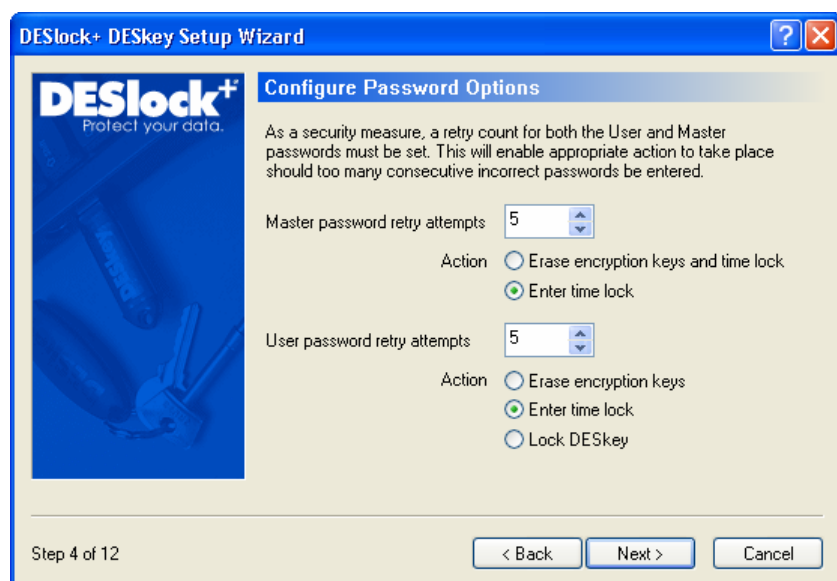 DESlock+ DESkey Setup Wizard
DESlock+
Protect your data.
DESkey
Configure Password Options
As a security measure, a retry count for both the User and Master
passwords must be set. This will enable appropriate action to take place
should too many consecutive incorrect passwords be entered.
Master password retry attempts 5
Action Erase encryption keys and time lock
Enter time lock
User password retry attempts 5
Action Erase encryption keys
Enter time lock
Lock DESkey
Step 4 of 12 < Back Next > Cancel